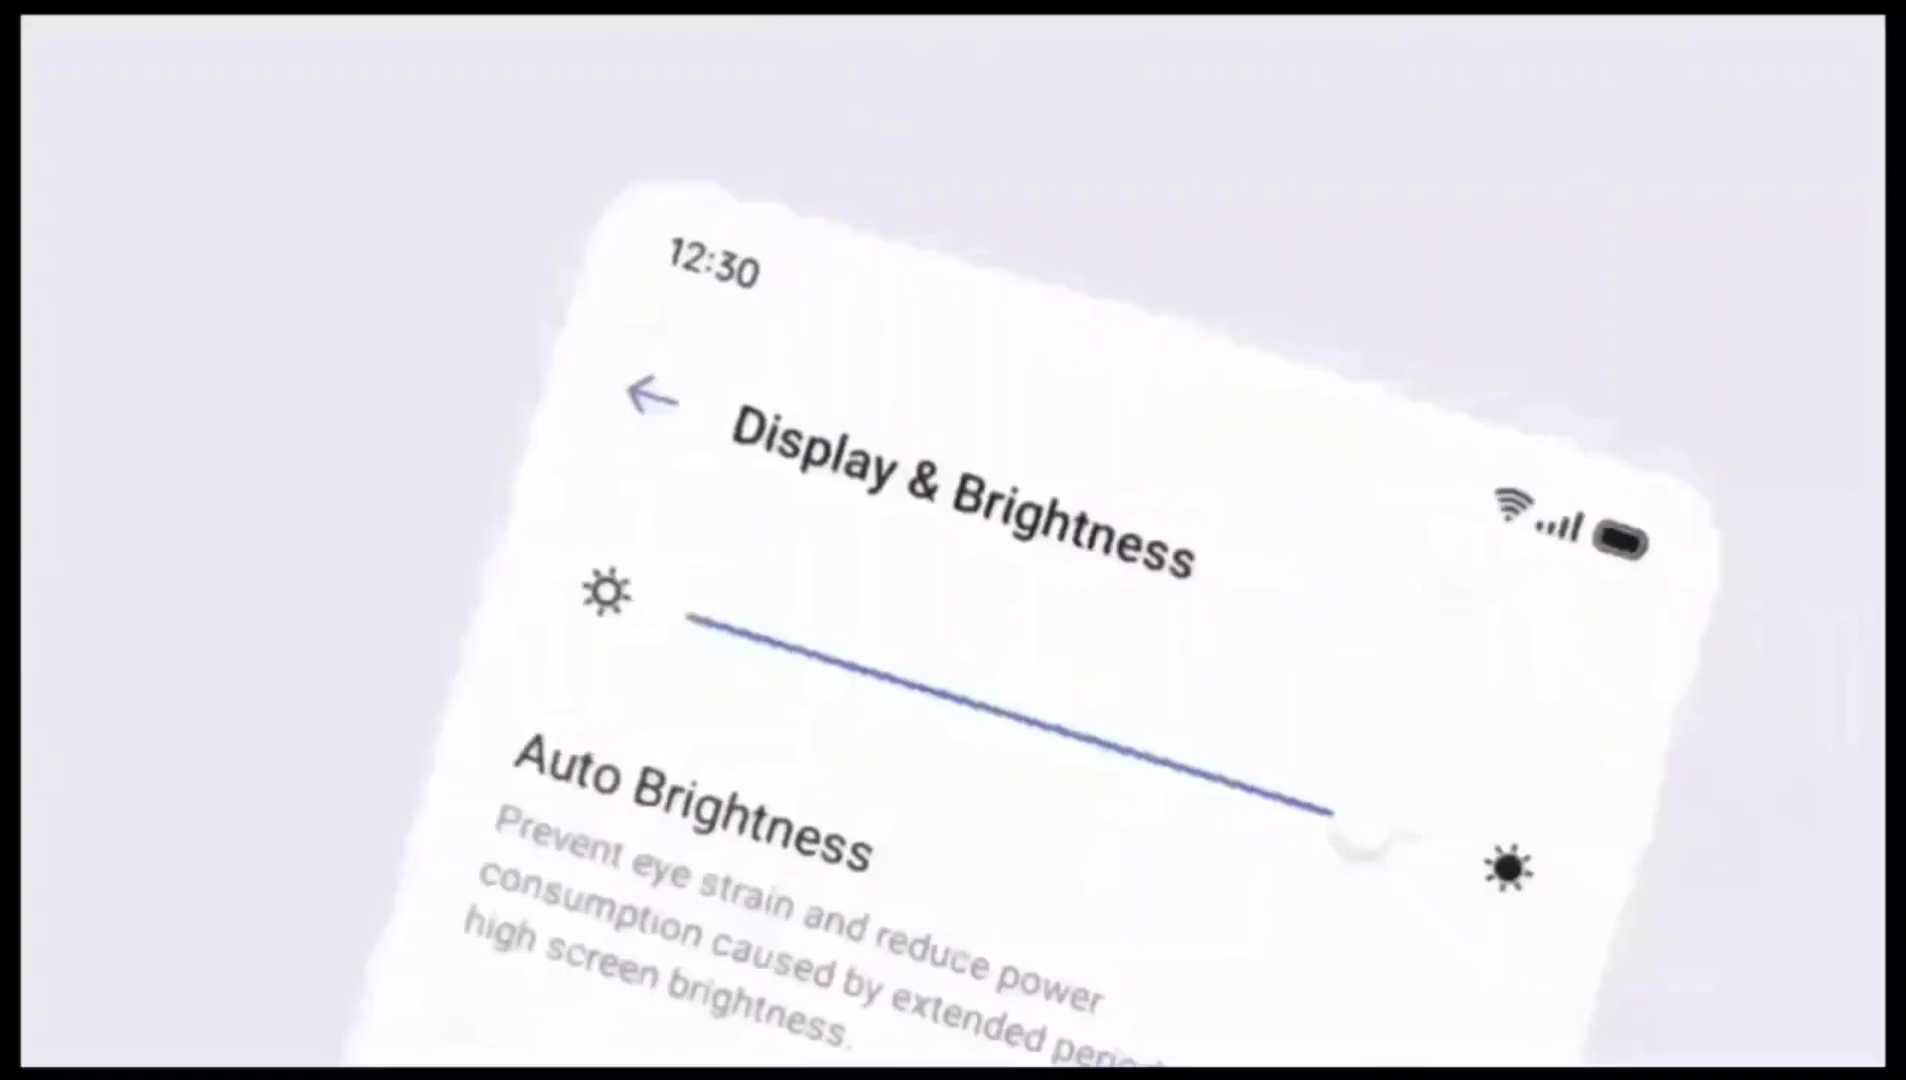 12:30
Display & Brightness
Auto Brightness
Prevent eye strain and reduce power
consumption caused by extended
high screen brightness.